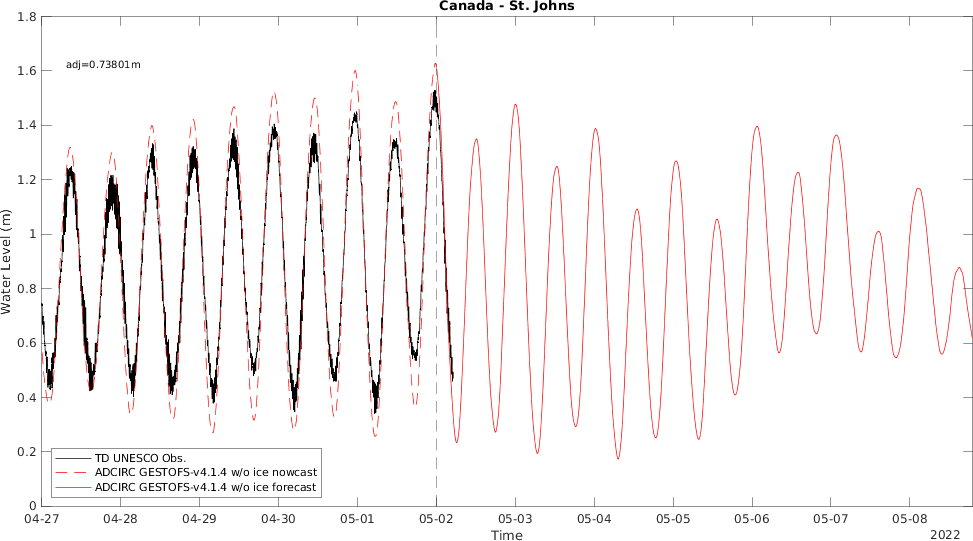 Canada - St. Johns
1.8
1.6
1.4
1.2
1
0.8
0.6
0.4
0.2
0
Water Level (m)
adj=0.73801m
TD UNESCO Obs.
ADCIRC GESTOFS-v4.1.4 w/o ice nowcast
ADCIRC GESTOFS-v4.1.4 w/o ice forecast
04-27 04-28 04-29 04-30 05-01 05-02 05-03 05-04 05-05 05-06 05-07 05-08
Time
2022